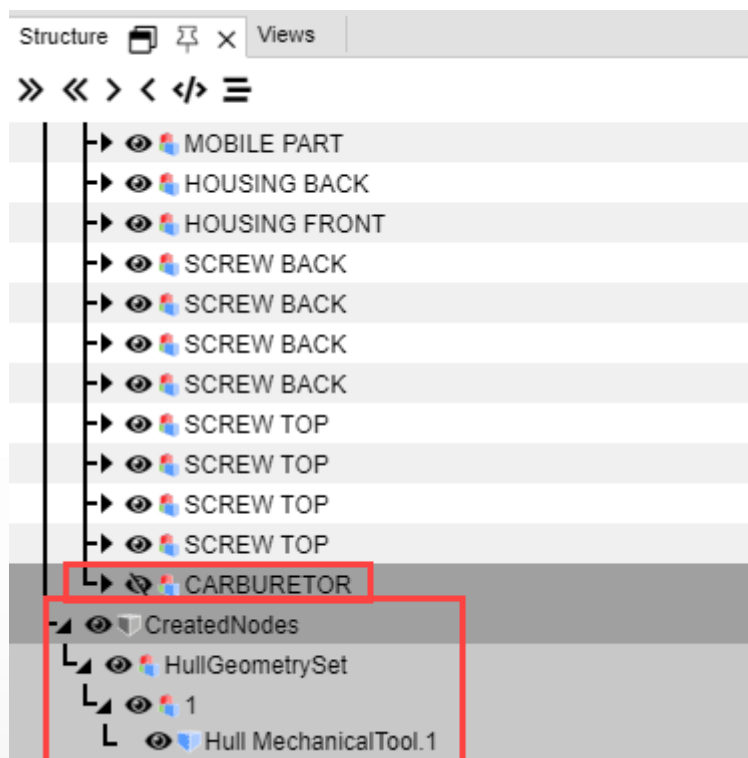 Structure Views
MOBILE PART
HOUSING BACK
HOUSING FRONT
SCREW BACK
SCREW BACK
SCREW BACK
SCREW BACK
SCREW TOP
SCREW TOP
SCREW TOP
SCREW TOP
CARBURETOR
CreatedNodes
HullGeometrySet
1
Hull MechanicalTool.1